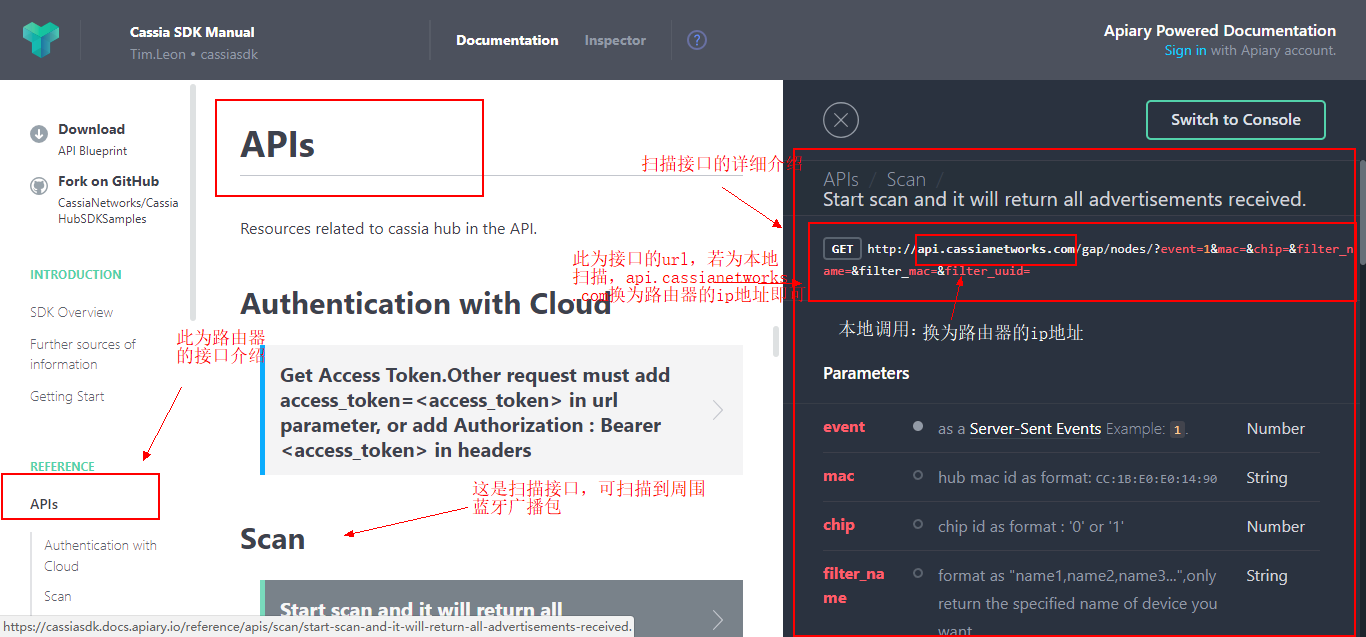 Cassia SDK Manual
Tim.Leon • cassiasdk
Documentation
Inspector
?
Apiary Powered Documentation
Sign in with Apiary account.
Download
API Blueprint
Fork on GitHub
CassiaNetworks/Cassia
HubSDKSamples
INTRODUCTION
SDK Overview
Further sources of
information
Getting Start
此为路由器
的接口介绍
REFERENCE
APIs
Authentication with
Cloud
Scan
https://cassiasdk.docs.apiary.io/reference/apis/scan/start-scan-and-it-will-return-all-advertisements-received.
APIs
Resources related to cassia hub in the API.
Authentication with Cloud
Get Access Token.Other request must add
access_token=<access_token> in url
parameter, or add Authorization : Bearer
<access_token> in headers
这是扫描接口，可扫描到周围
蓝牙广播包
Scan
Start scan and it will return all
扫描接口的详细介绍
此为接口的url，若为本地
扫描，api.cassianetworks
.com换为路由器的ip地址即可
Switch to Console
APIs / Scan /
Start scan and it will return all advertisements received.
GET http://api.cassianetworks.com/gap/nodes/?event=1&mac=&chip=&filter_n
ame=&filter_mac=&filter_uuid=
本地调用：换为路由器的ip地址
Parameters
event as a Server-Sent Events Example: 1. Number
mac hub mac id as format: CC:1B:E0:E0:14:90 String
chip chip id as format : '0' or '1' Number
filter_na format as "name1,name2,name3...",only String
me return the specified name of device you
want